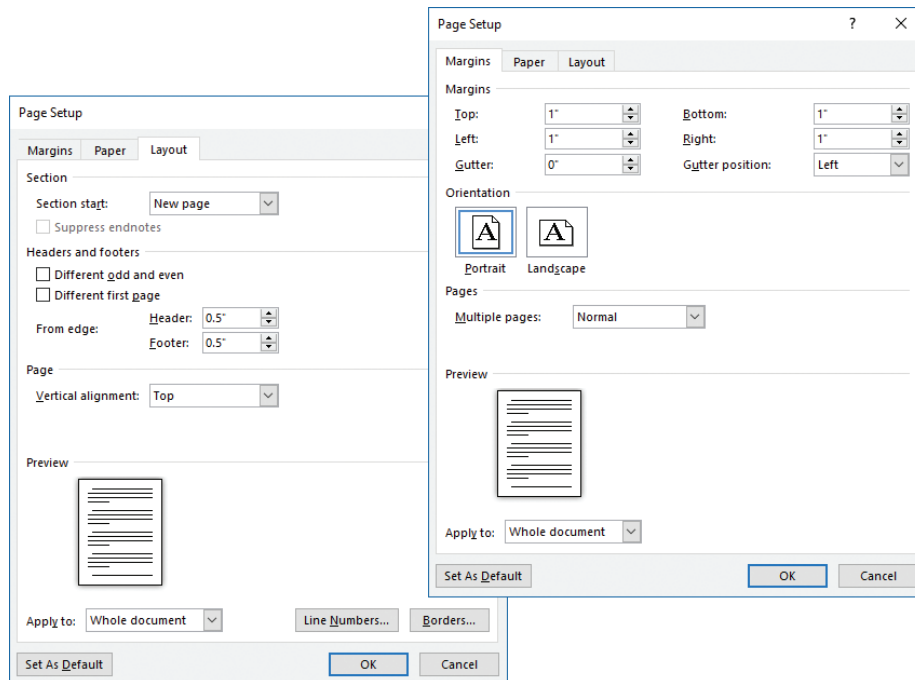 Page Setup
Margins Paper Layout
Section
Section start: New page
Suppress endnotes
Headers and footers
Different odd and even
Different first page
From edge: Header: 0.5"
Footer: 0.5"
Page
Vertical alignment: Top
Preview
Apply to: Whole document Line Numbers... Borders...
Set As Default OK Cancel
Page Setup ? ×
Margins Paper Layout
Margins
Top: 1" Bottom: 1"
Left: 1" Right: 1"
Gutter: 0" Gutter position: Left
Orientation
A A
Portrait Landscape
Pages
Multiple pages: Normal
Preview
Apply to: Whole document
Set As Default OK Cancel